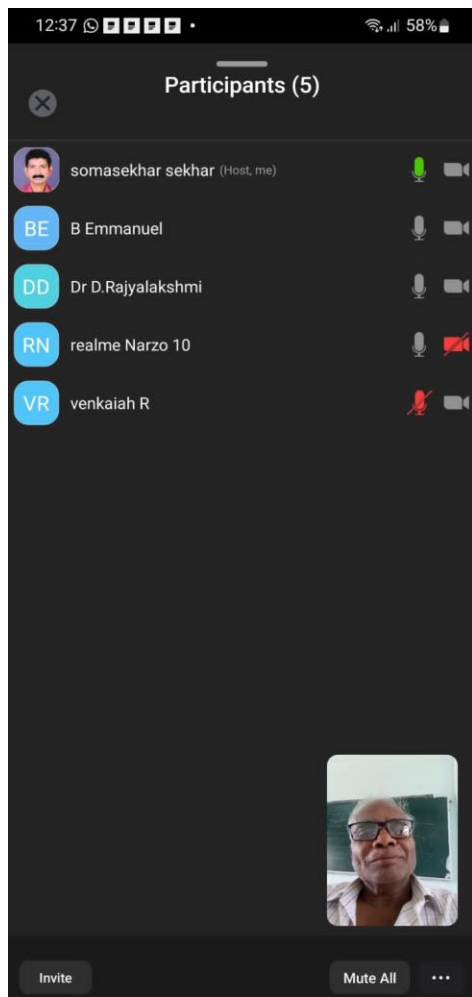 12:37 58%
Participants (5)
somasekhar sekhar (Host, me)
BE B Emmanuel
DD Dr D.Rajyalakshmi
RN realme Narzo 10
VR venkaiah R
Invite Mute All